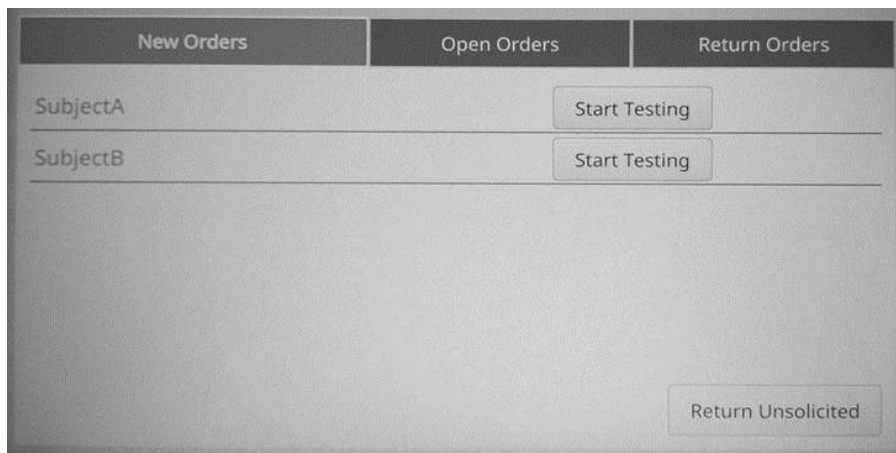 New Orders Open Orders Return Orders
SubjectA Start Testing
SubjectB Start Testing
Return Unsolicited